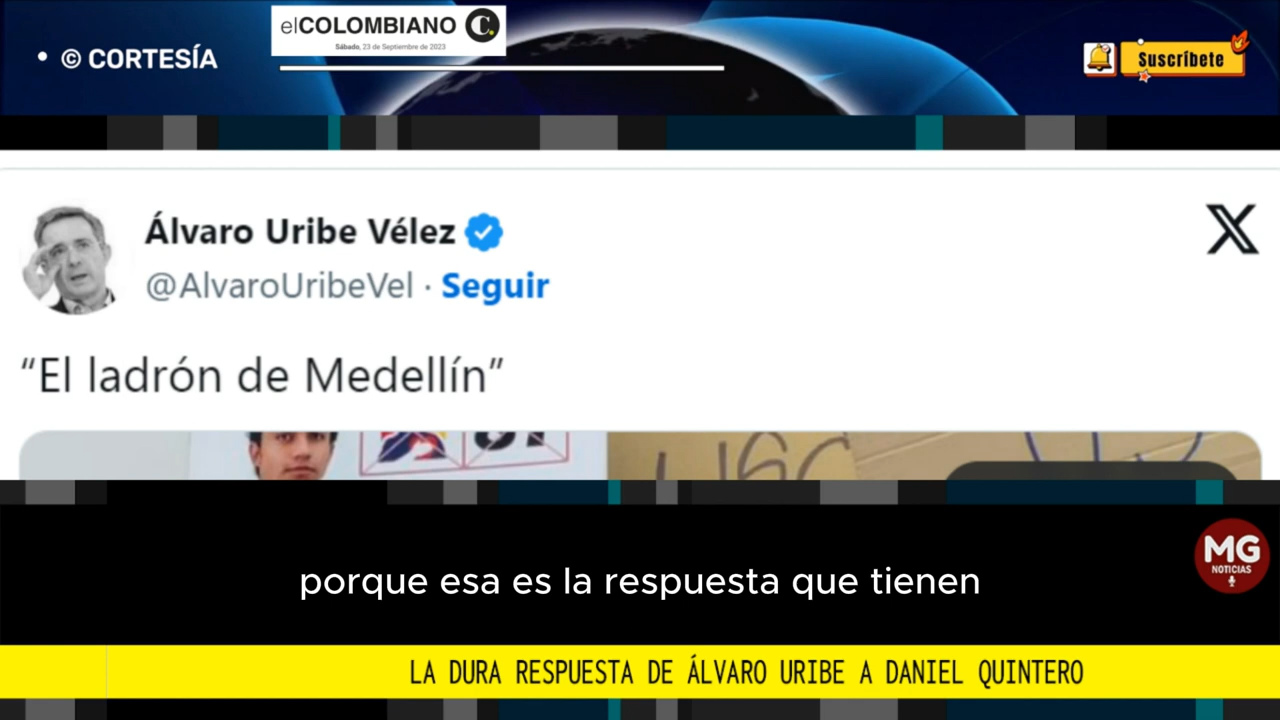 • © CORTESÍA
elCOLOMBIANO C.
Sábado, 23 de Septiembre de 2023
Suscríbete
Álvaro Uribe Vélez
@AlvaroUribeVel · Seguir
“El ladrón de Medellín”
porque esa es la respuesta que tienen
MG
NOTICIAS
LA DURA RESPUESTA DE ÁLVARO URIBE A DANIEL QUINTERO